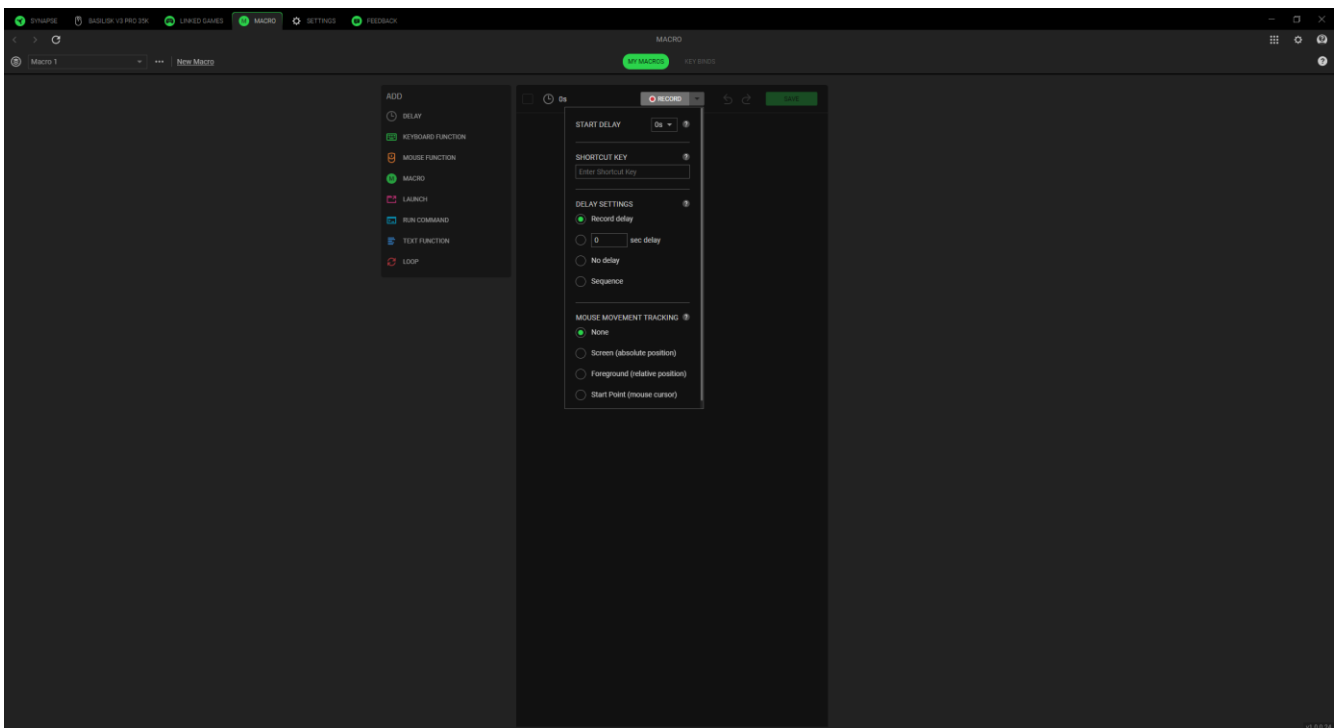 SYNAPSE BASILISK V3 PRO 35K LINKED GAMES MACRO SETTINGS FEEDBACK
MACRO
Macro 1 New Macro MY MACROS KEY BINDS
ADD
DELAY
KEYBOARD FUNCTION
MOUSE FUNCTION
MACRO
LAUNCH
RUN COMMAND
TEXT FUNCTION
LOOP
0s RECORD SAVE
START DELAY 0s
SHORTCUT KEY
Enter Shortcut Key
DELAY SETTINGS
Record delay
0 sec delay
No delay
Sequence
MOUSE MOVEMENT TRACKING
None
Screen (absolute position)
Foreground (relative position)
Start Point (mouse cursor)